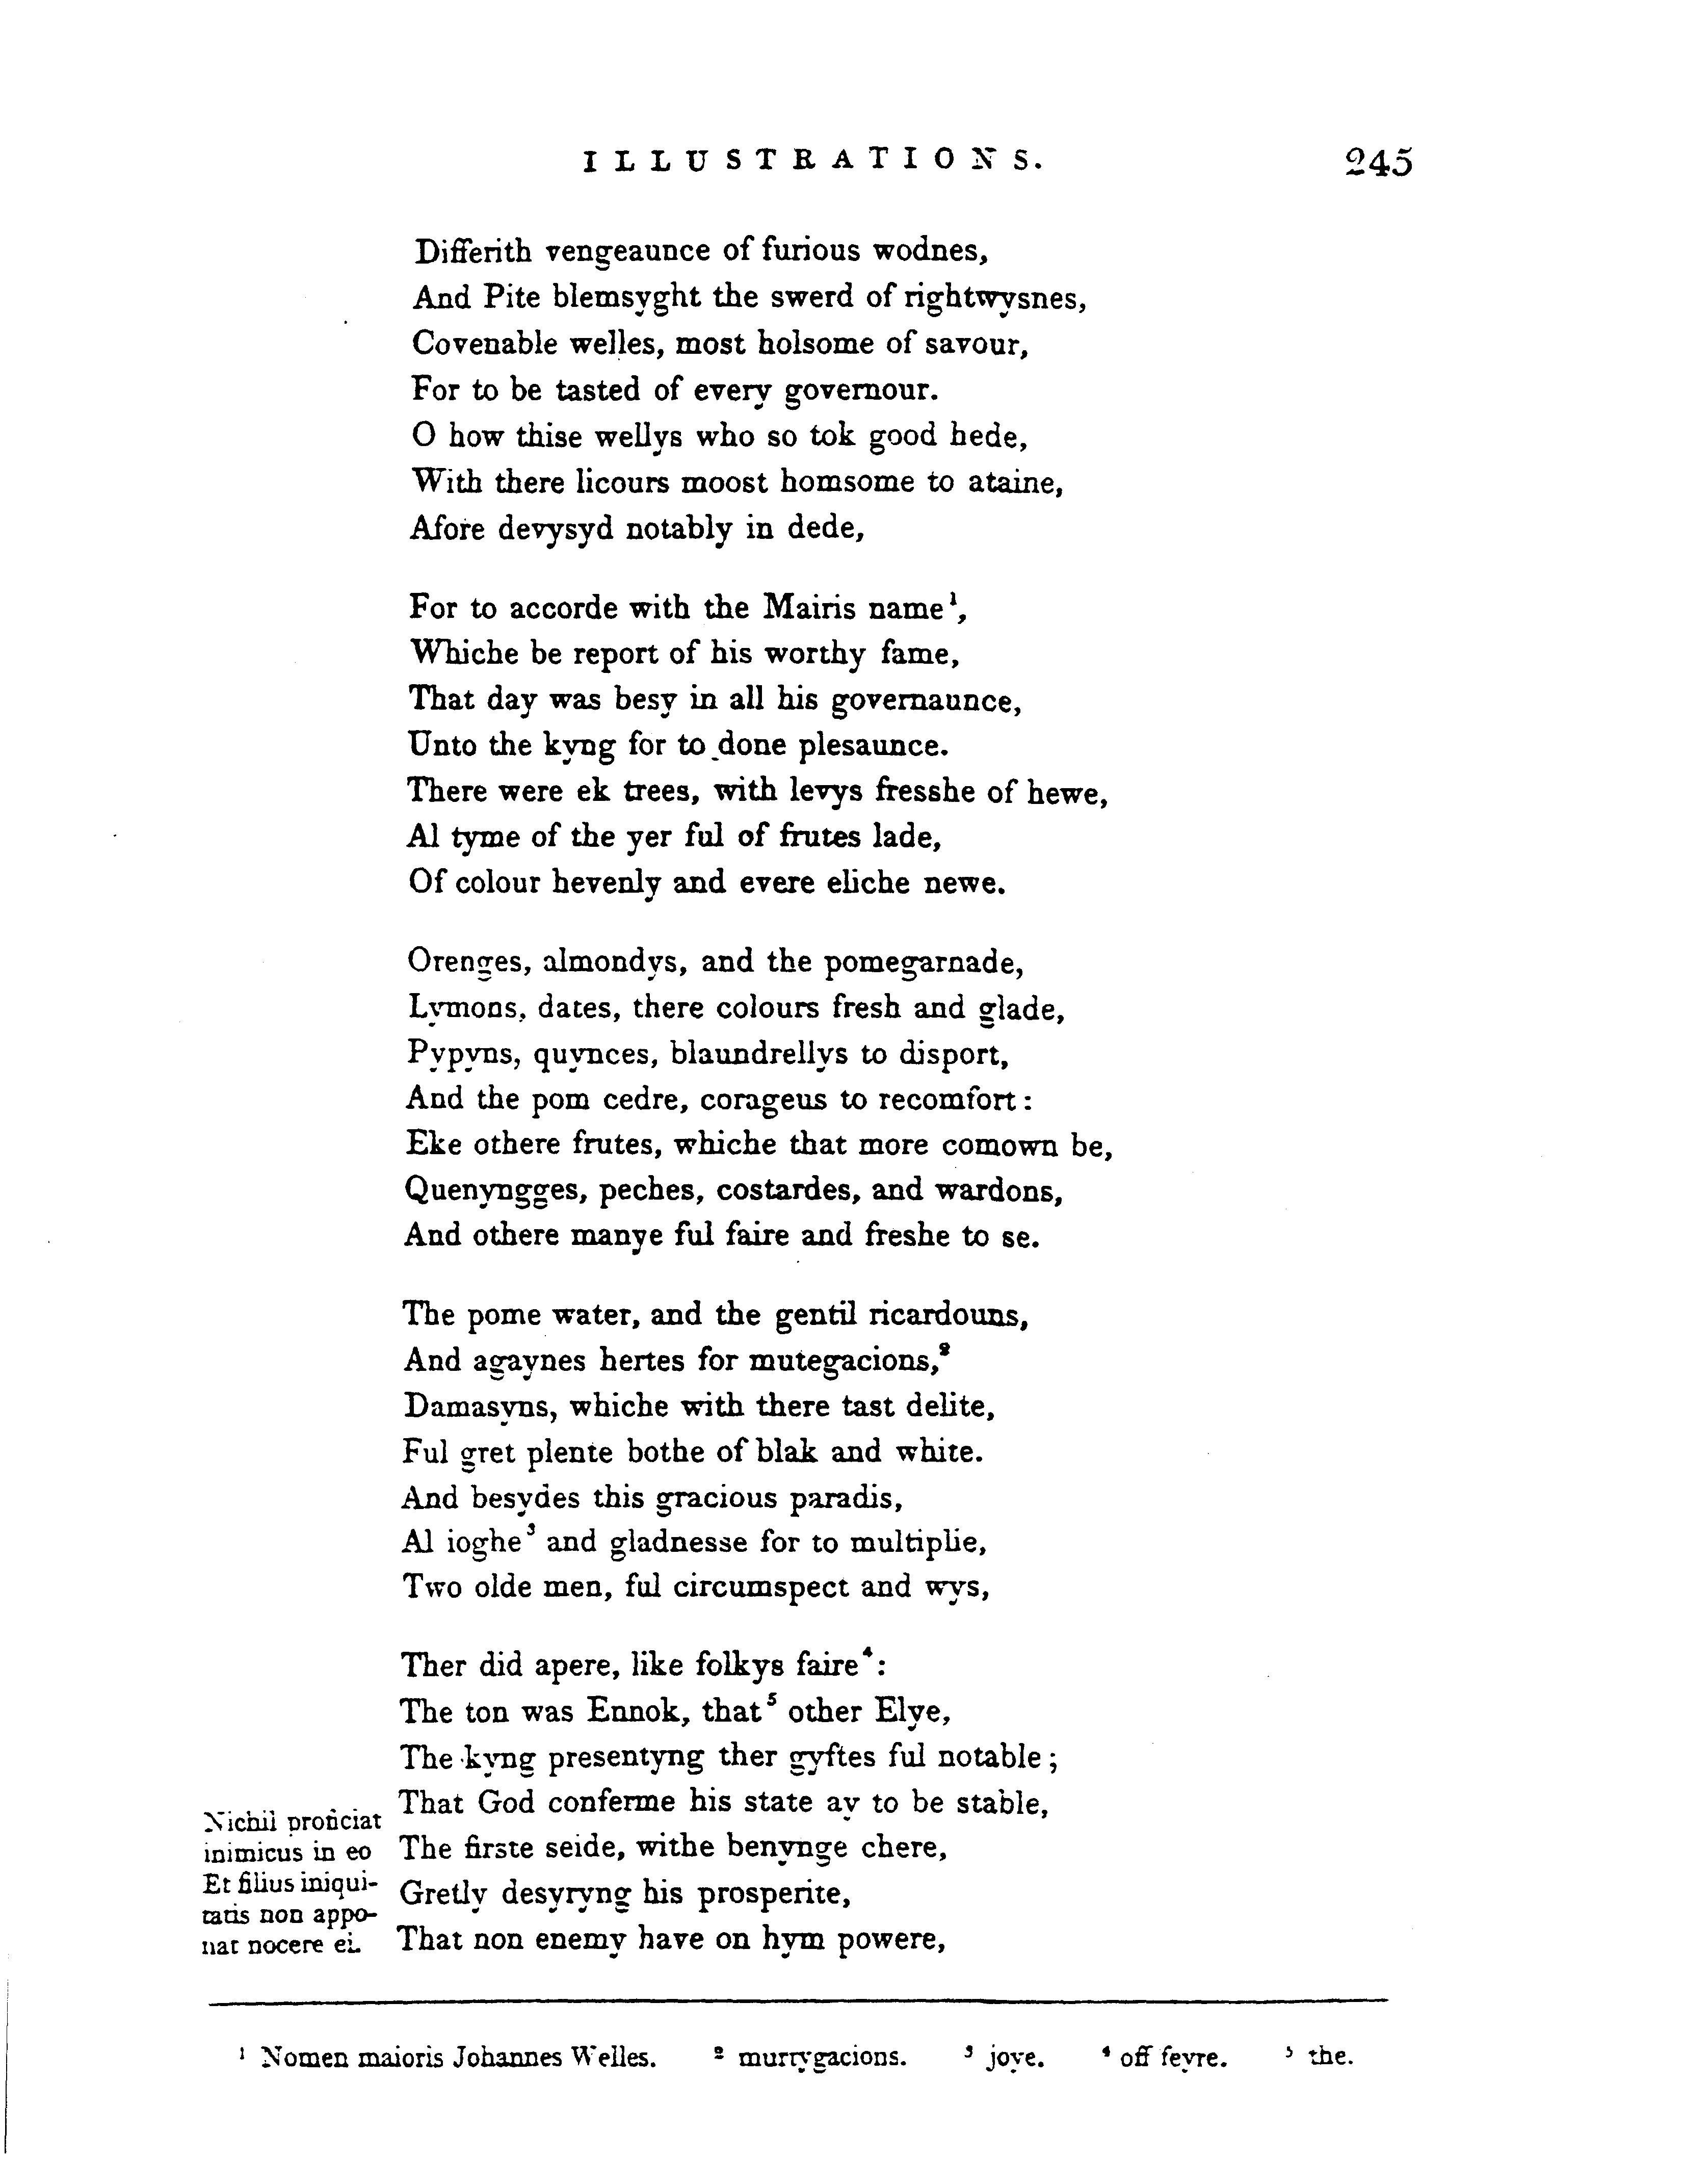 ILLUSTRATIONS. 245
Differith vengeaunce of furious wodnes,
And Pite blemsyght the swerd of rightwysnes,
Covenable welles, most holsome of savour,
For to be tasted of every governour.
O how thise wellys who so tok good hede,
With there licours moost homsome to ataine,
Afore devysyd notably in dede,
For to accorde with the Mairis name¹,
Whiche be report of his worthy fame,
That day was besy in all his governaunce,
Unto the kyng for to done plesaunce.
There were ek trees, with levys fresshe of hewe,
Al tyme of the yer ful of frutes lade,
Of colour hevenly and evere eliche newe.
Orenges, almondys, and the pomegarnade,
Lymons, dates, there colours fresh and glade,
Pypyns, quynces, blaundrellys to disport,
And the pom cedre, corageus to recomfort:
Eke othere frutes, whiche that more comown be,
Quenyngges, peches, costardes, and wardons,
And othere manye ful faire and freshe to se.
The pome water, and the gentil ricardouns,
And agaynes hertes for mutegacions,²
Damasyns, whiche with there tast delite,
Ful gret plente bothe of blak and white.
And besydes this gracious paradis,
Al ioghe³ and gladnesse for to multiplie,
Two olde men, ful circumspect and wys,
Ther did apere, like folkys faire⁴:
The ton was Ennok, that⁵ other Elye,
The kyng presentyng ther gyftes ful notable;
That God conferme his state ay to be stable,
The firste seide, withe benynge chere,
Gretly desyryng his prosperite,
That non enemy have on hym powere,
Nichil proficiat
inimicus in eo
Et filius iniqui-
tatis non appo-
nat nocere ei.
¹ Nomen maioris Johannes Welles. ² murrygacions. ³ joye. ⁴ off feyre. ⁵ the.